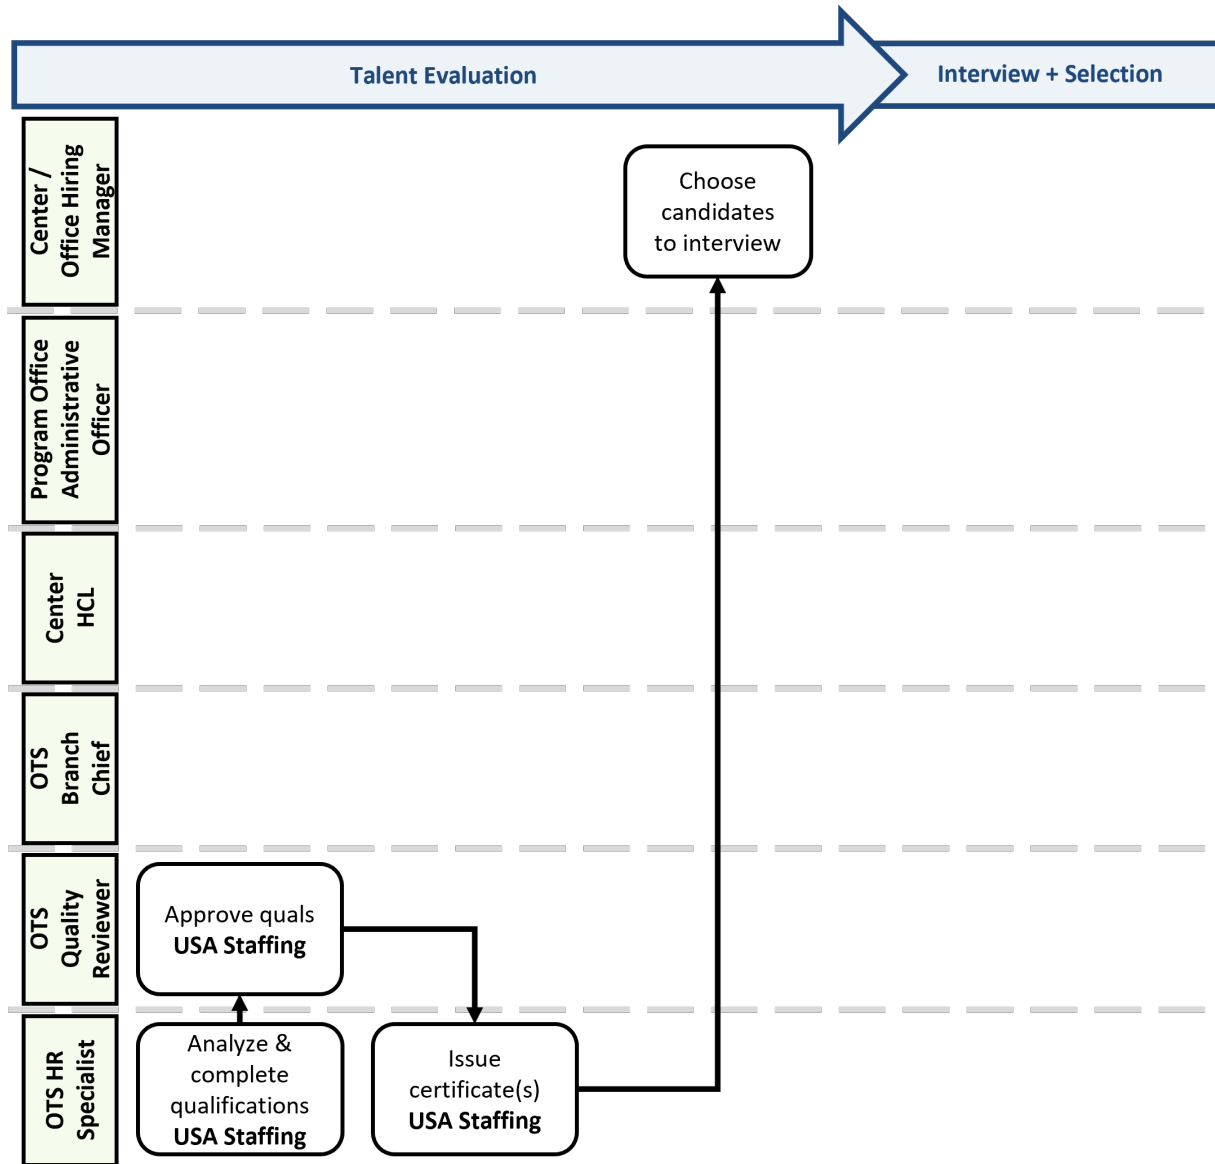 Talent Evaluation
Interview + Selection
Center /
Office Hiring
Manager
Choose
candidates
to interview
Program Office
Administrative
Officer
Center
HCL
OTS
Branch
Chief
OTS
Quality
Reviewer
Approve quals
USA Staffing
OTS HR
Specialist
Analyze &
complete
qualifications
USA Staffing
Issue
certificate(s)
USA Staffing